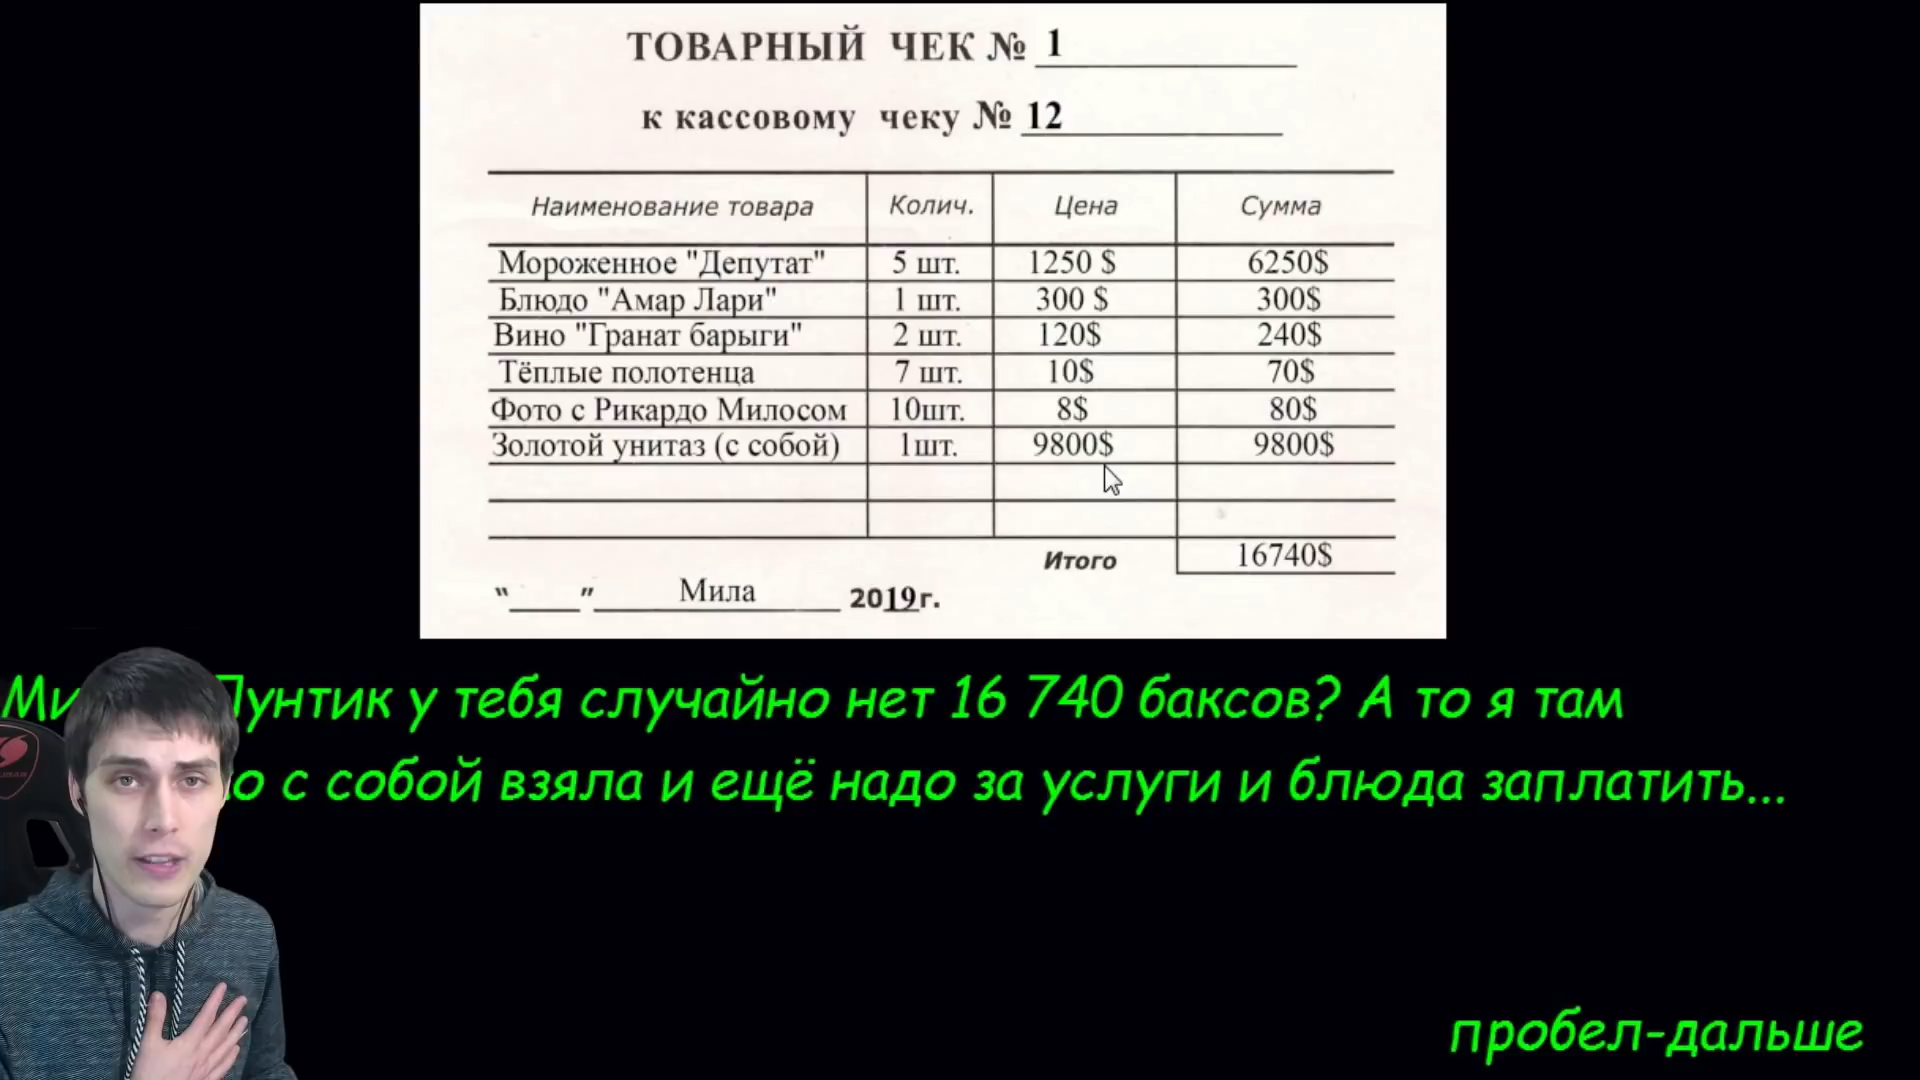 ТОВАРНЫЙ ЧЕК № 1
к кассовому чеку № 12
Наименование товара Колич. Цена Сумма
Мороженное "Депутат" 5 шт. 1250 $ 6250$
Блюдо "Амар Лари" 1 шт. 300 $ 300$
Вино "Гранат барыги" 2 шт. 120$ 240$
Тёплые полотенца 7 шт. 10$ 70$
Фото с Рикардо Милосом 10шт. 8$ 80$
Золотой унитаз (с собой) 1шт. 9800$ 9800$
Итого 16740$
"____" Мила 2019г.
Лунтик у тебя случайно нет 16 740 баксов? А то я там
с собой взяла и ещё надо за услуги и блюда заплатить...
пробел-дальше